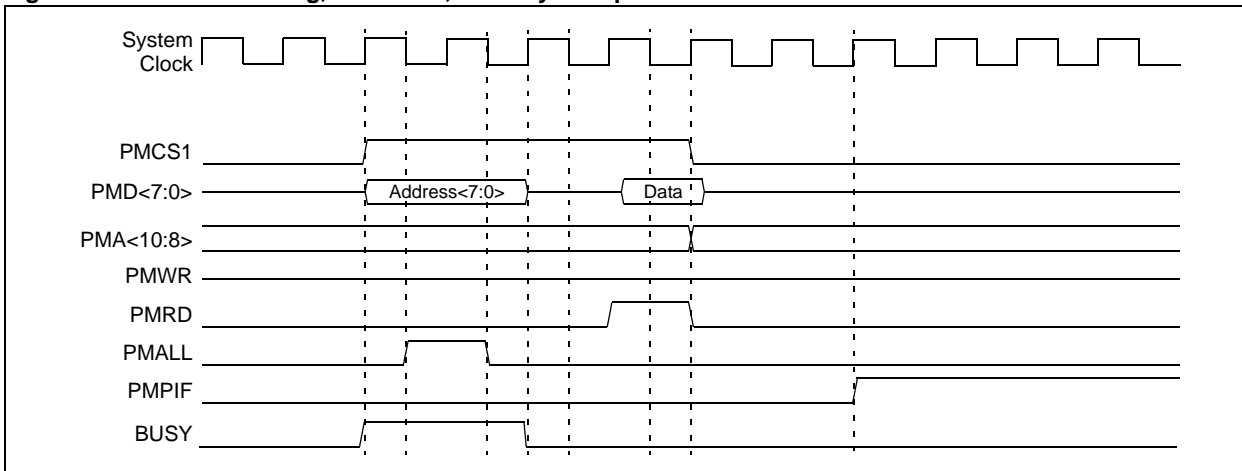 System
Clock
PMCS1
PMD<7:0>
Address<7:0>
Data
PMA<10:8>
PMWR
PMRD
PMALL
PMPIF
BUSY